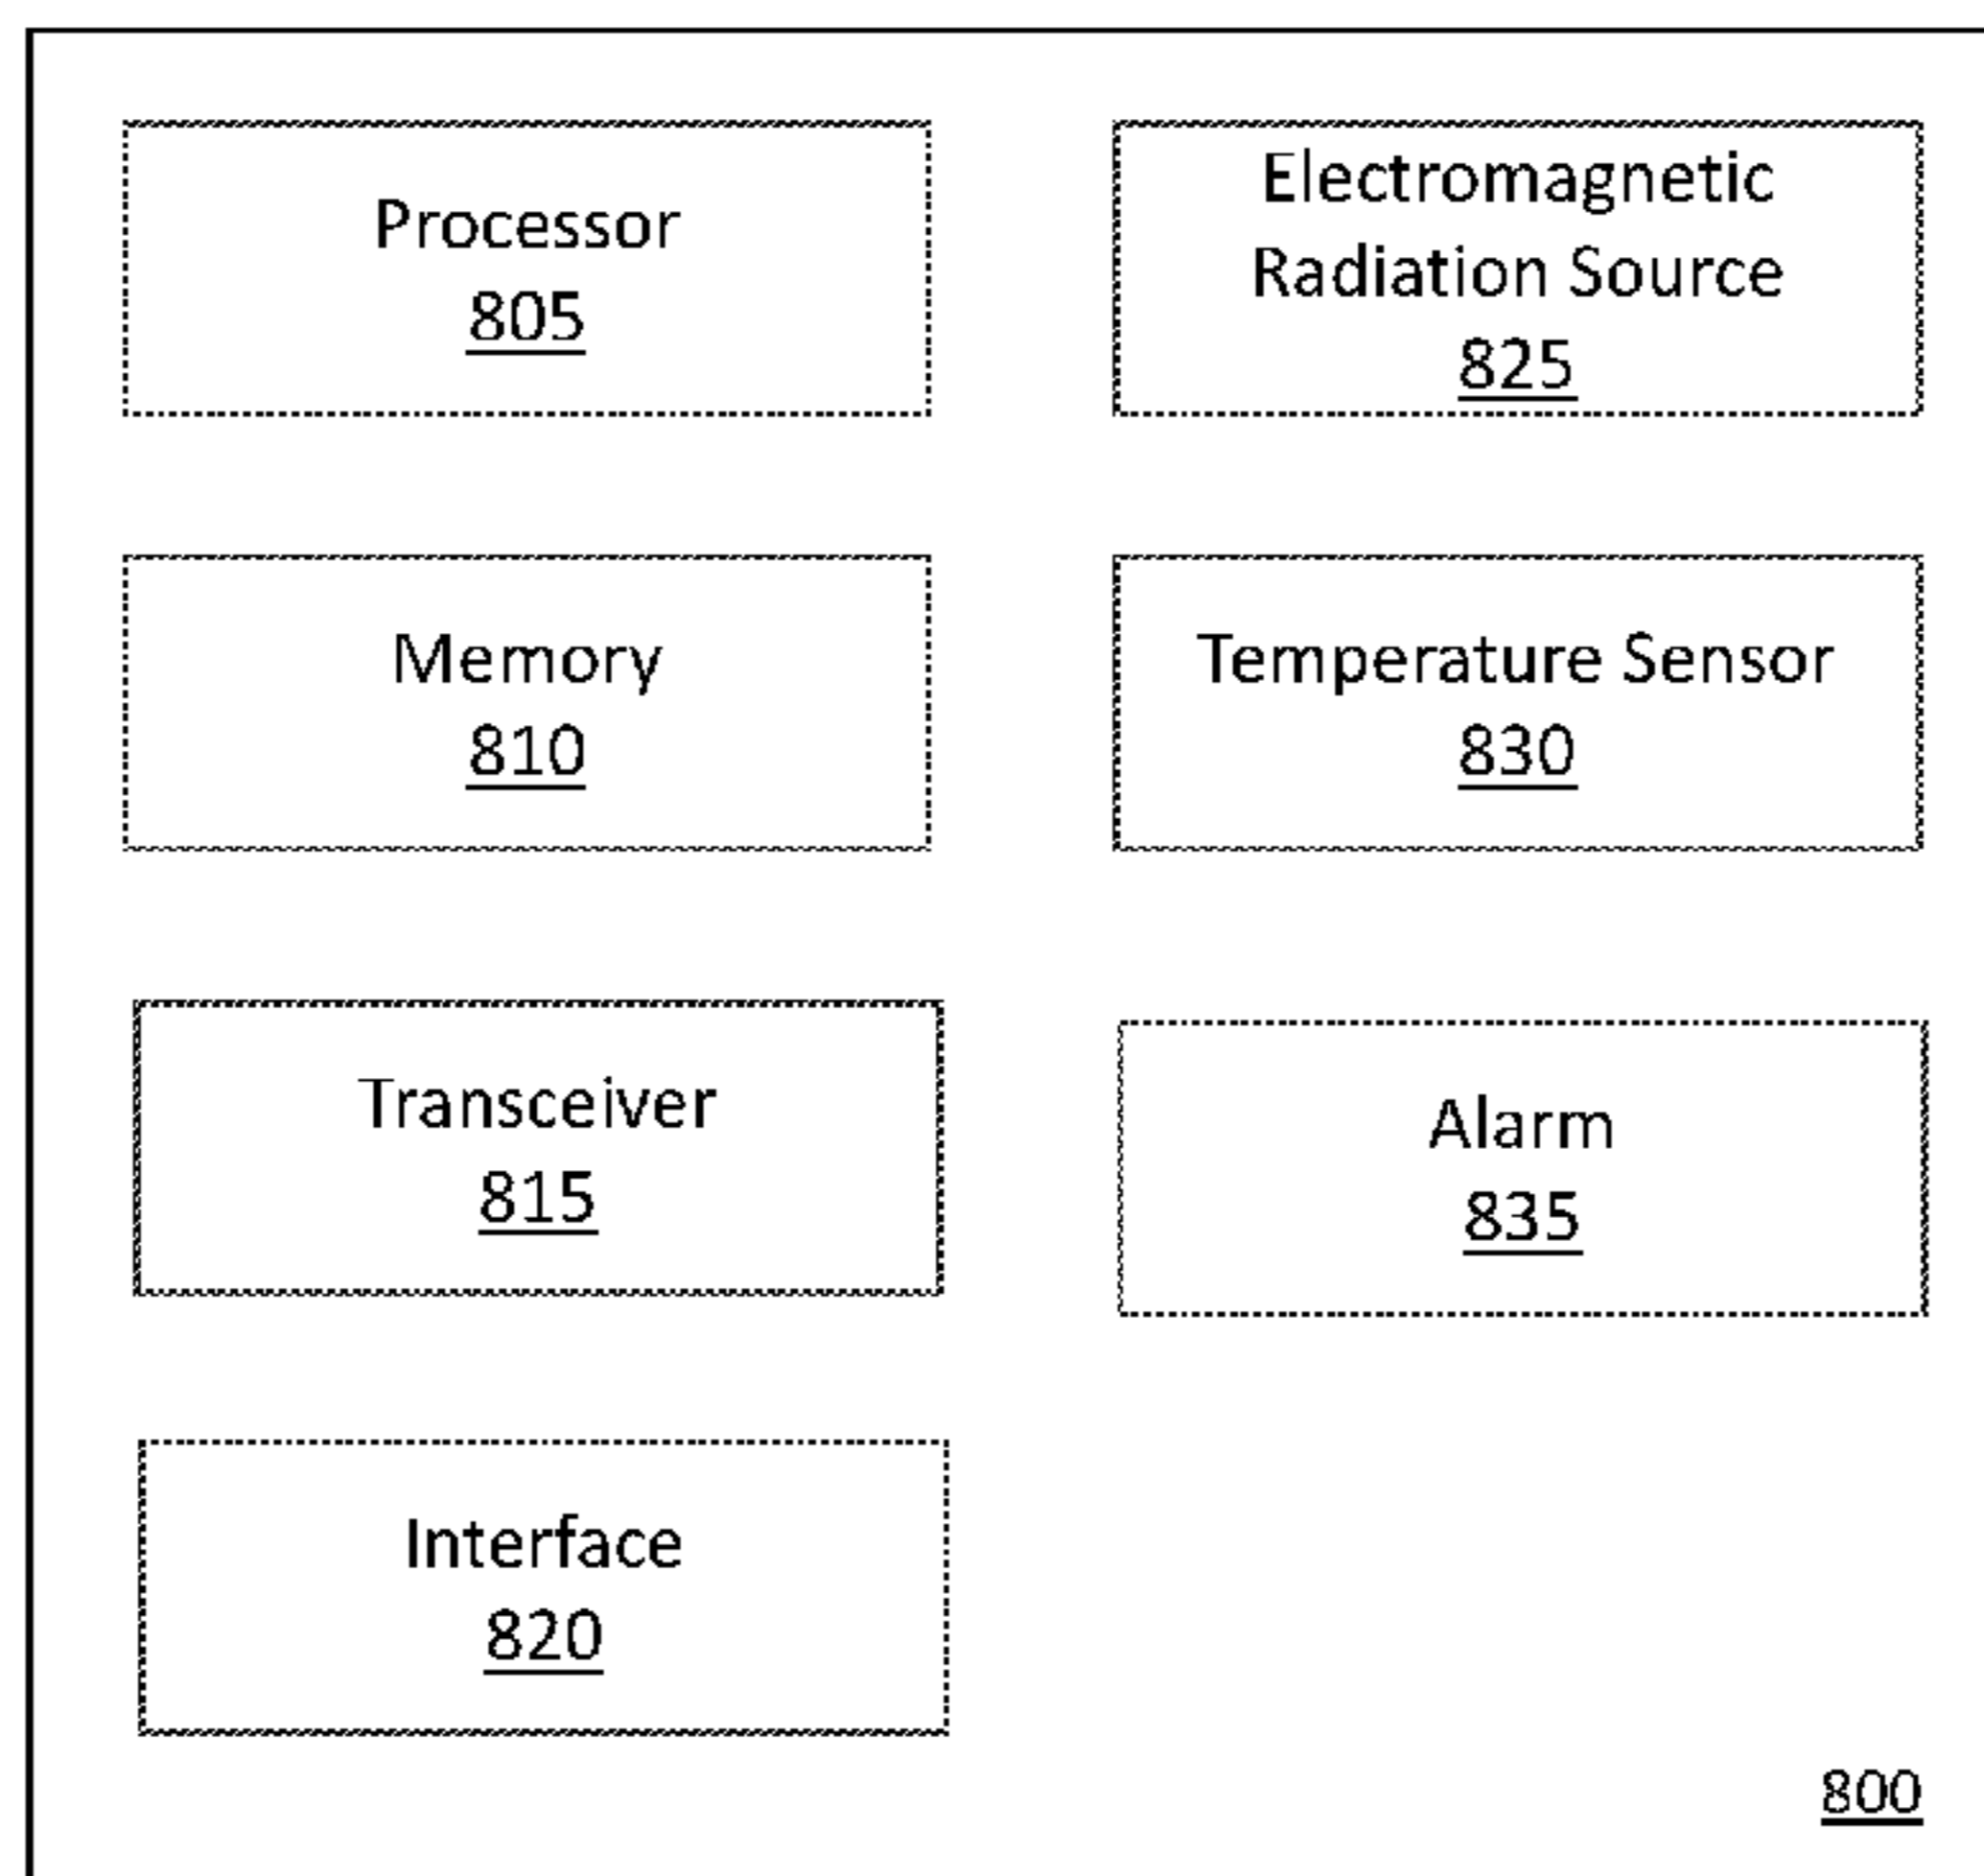 Processor
805
Electromagnetic
Radiation Source
825
Memory
810
Temperature Sensor
830
Transceiver
815
Alarm
835
Interface
820
800